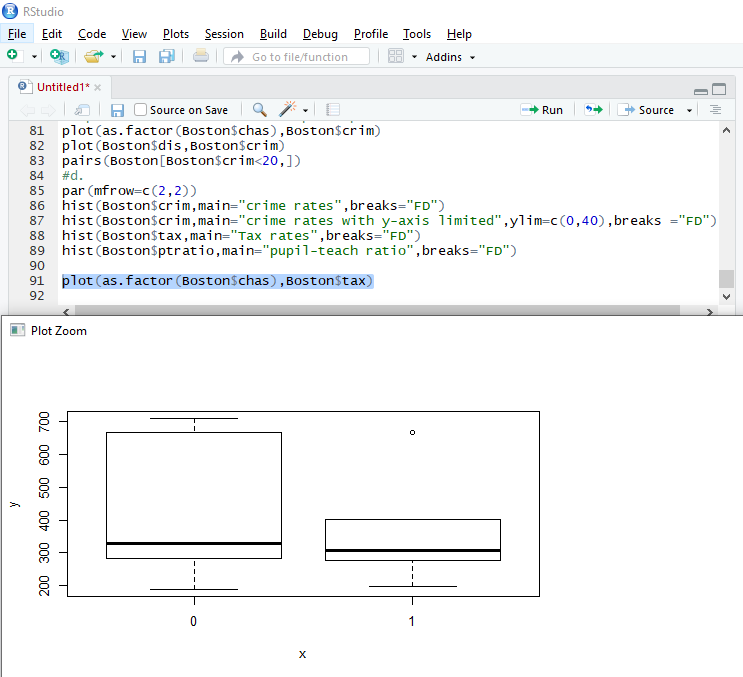 RStudio
File Edit Code View Plots Session Build Debug Profile Tools Help
Go to file/function Addins
Untitled1*
Source on Save Run Source
81 plot(as.factor(Boston$chas),Boston$crim)
82 plot(Boston$dis,Boston$crim)
83 pairs(Boston[Boston$crim<20,])
84 #d.
85 par(mfrow=c(2,2))
86 hist(Boston$crim,main="crime rates",breaks="FD")
87 hist(Boston$crim,main="crime rates with y-axis limited",ylim=c(0,40),breaks ="FD")
88 hist(Boston$tax,main="Tax rates",breaks="FD")
89 hist(Boston$ptratio,main="pupil-teach ratio",breaks="FD")
90
91 plot(as.factor(Boston$chas),Boston$tax)
92
Plot Zoom
700
600
500
y
400
300
200
0 1
x